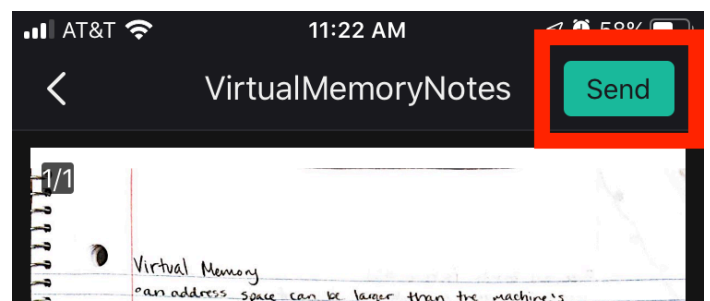 AT&T 11:22 AM 58%
VirtualMemoryNotes Send
1/1
Virtual Memory
°an address space can be larger than the machine's